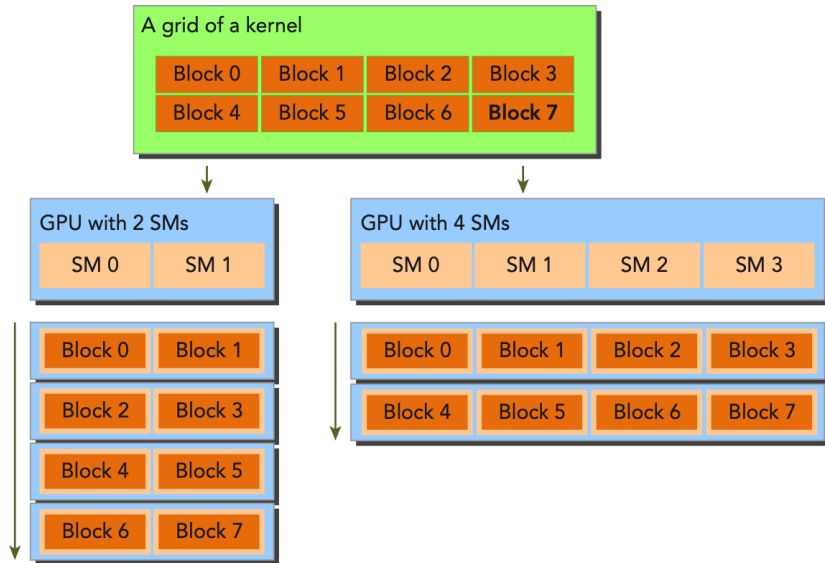 A grid of a kernel
Block 0 Block 1 Block 2 Block 3
Block 4 Block 5 Block 6 Block 7
GPU with 2 SMs
SM 0 SM 1
Block 0 Block 1
Block 2 Block 3
Block 4 Block 5
Block 6 Block 7
GPU with 4 SMs
SM 0 SM 1 SM 2 SM 3
Block 0 Block 1 Block 2 Block 3
Block 4 Block 5 Block 6 Block 7